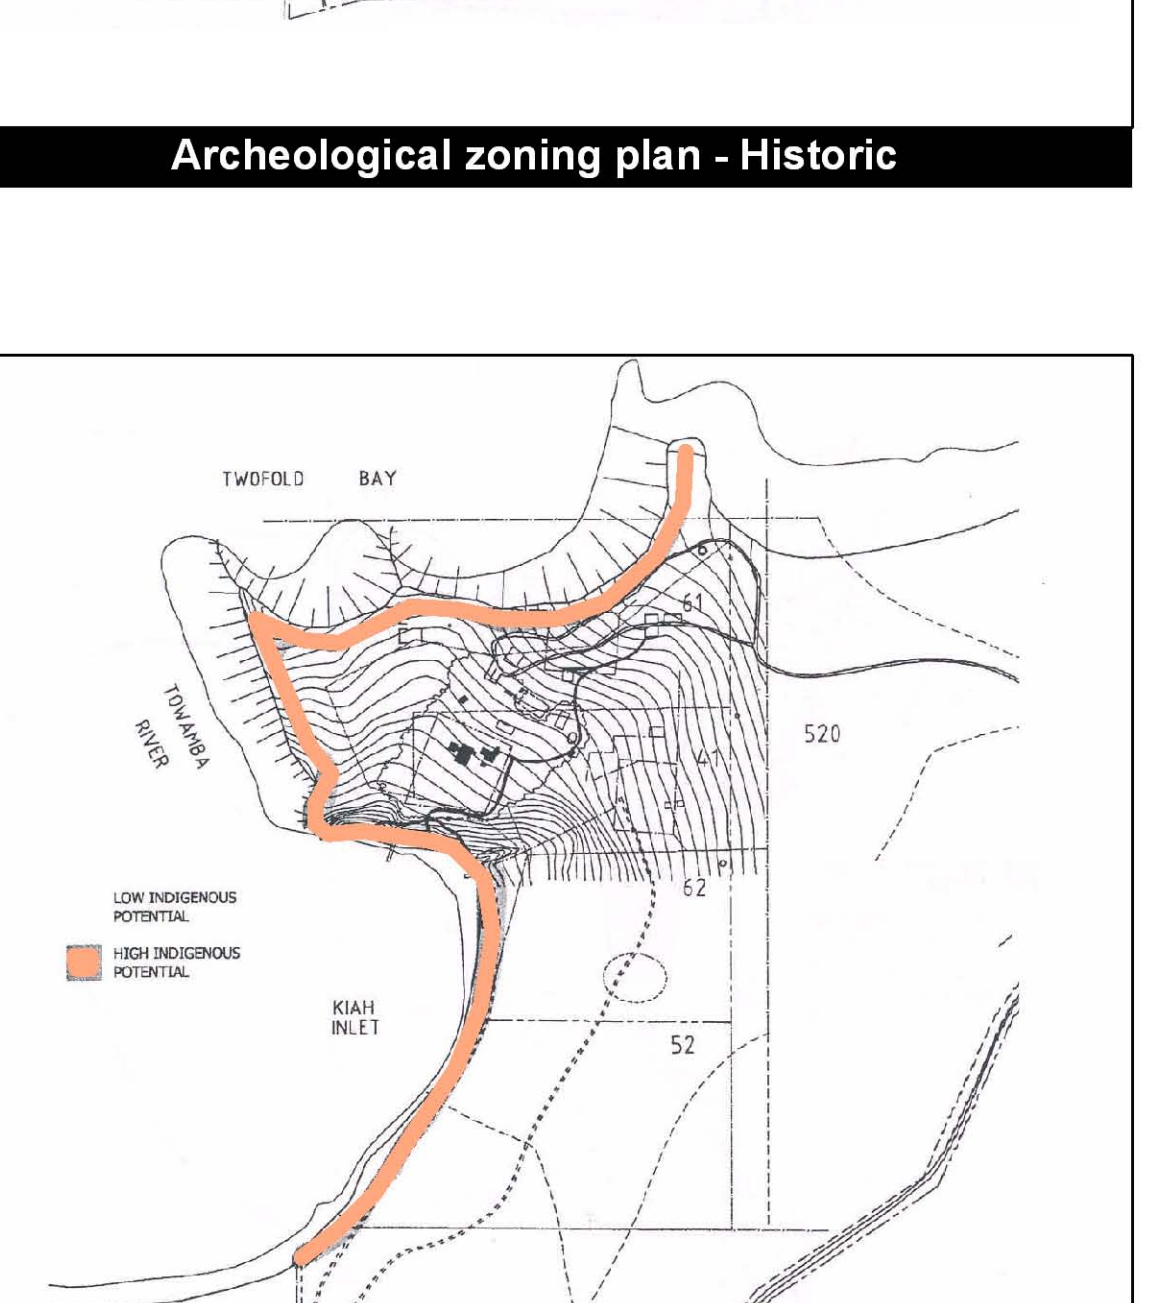 Archeological zoning plan - Historic
TWOFOLD BAY
6
61
TOWAMBA
RIVER
520
41
62
LOW INDIGENOUS
POTENTIAL
HIGH INDIGENOUS
POTENTIAL
KIAH
INLET
52